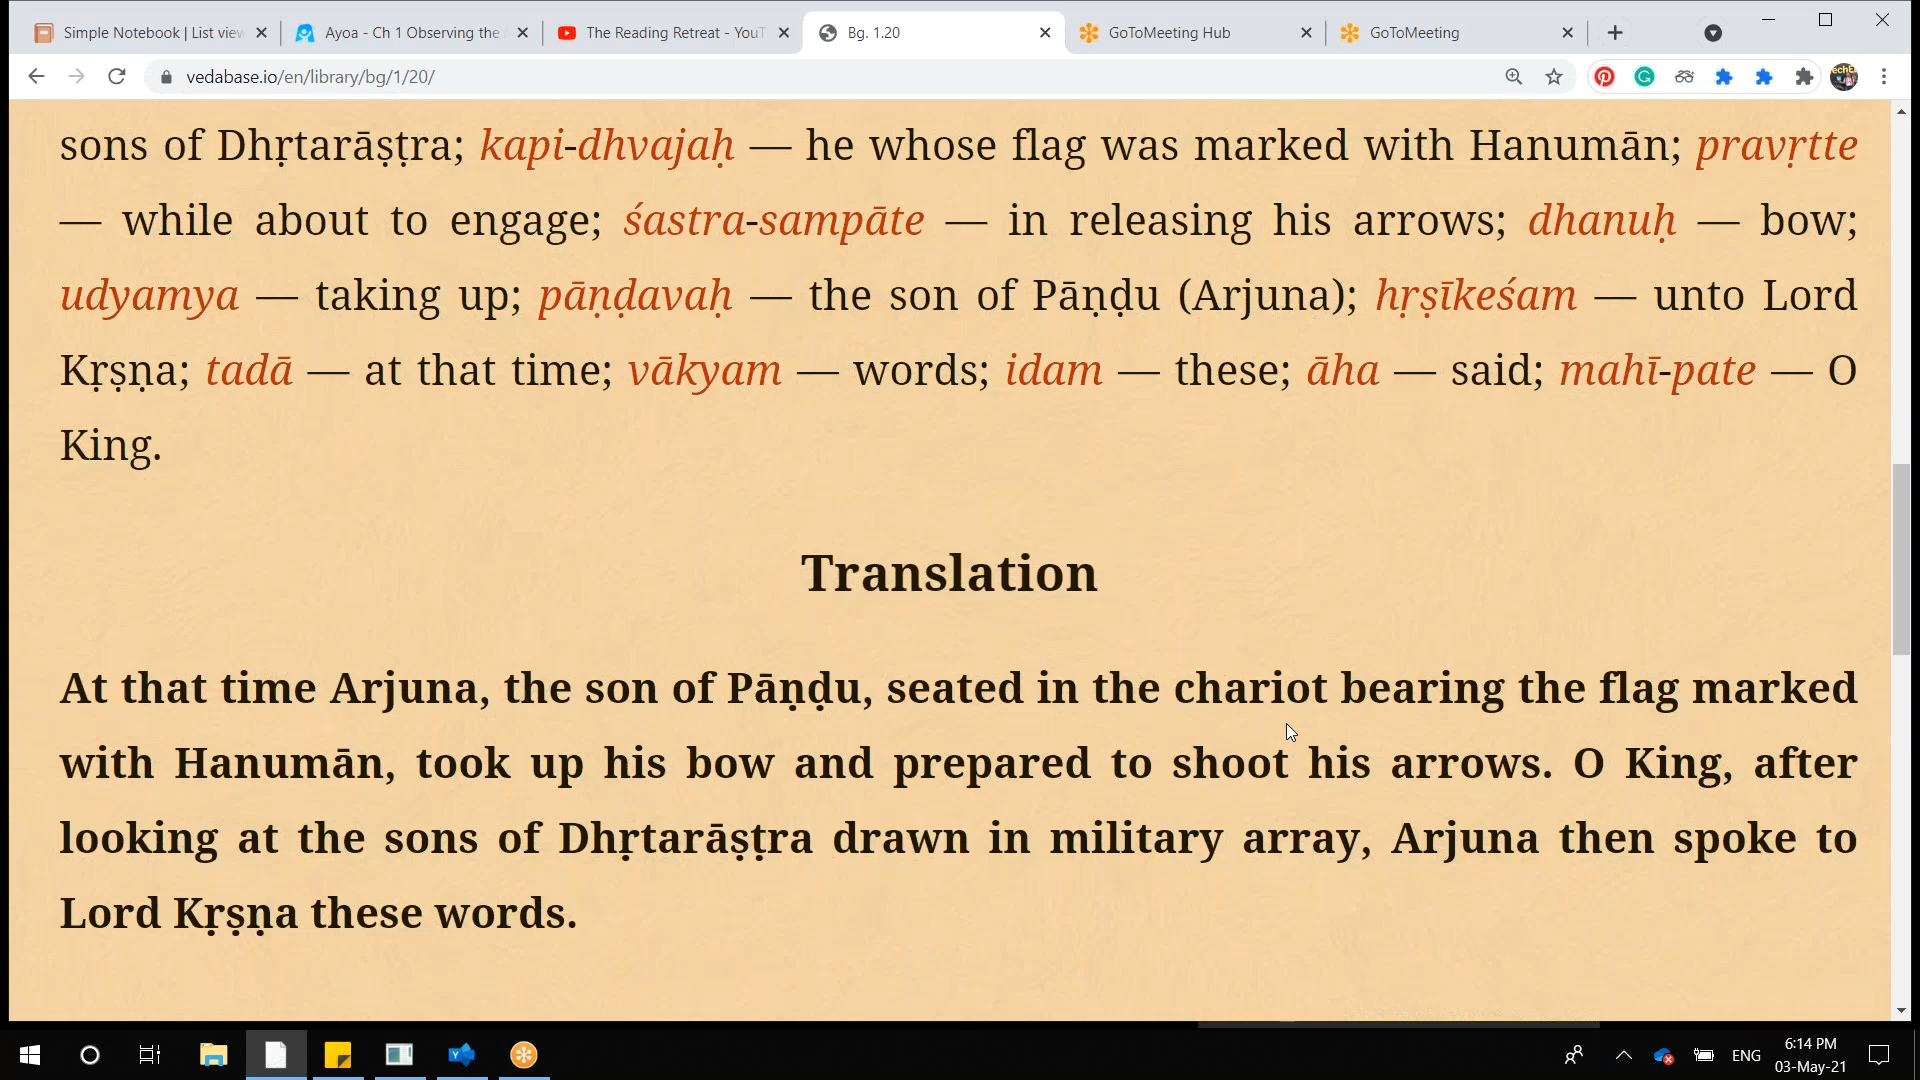 Simple Notebook | List view
Ayoa - Ch 1 Observing the
The Reading Retreat - YouT
Bg. 1.20
GoToMeeting Hub
GoToMeeting
vedabase.io/en/library/bg/1/20/
sons of Dhṛtarāṣṭra; kapi-dhvajaḥ — he whose flag was marked with Hanumān; pravṛtte
— while about to engage; śastra-sampāte — in releasing his arrows; dhanuḥ — bow;
udyamya — taking up; pāṇḍavaḥ — the son of Pāṇḍu (Arjuna); hṛṣīkeśam — unto Lord
Kṛṣṇa; tadā — at that time; vākyam — words; idam — these; āha — said; mahī-pate — O
King.
Translation
At that time Arjuna, the son of Pāṇḍu, seated in the chariot bearing the flag marked
with Hanumān, took up his bow and prepared to shoot his arrows. O King, after
looking at the sons of Dhṛtarāṣṭra drawn in military array, Arjuna then spoke to
Lord Kṛṣṇa these words.
ENG
6:14 PM
03-May-21